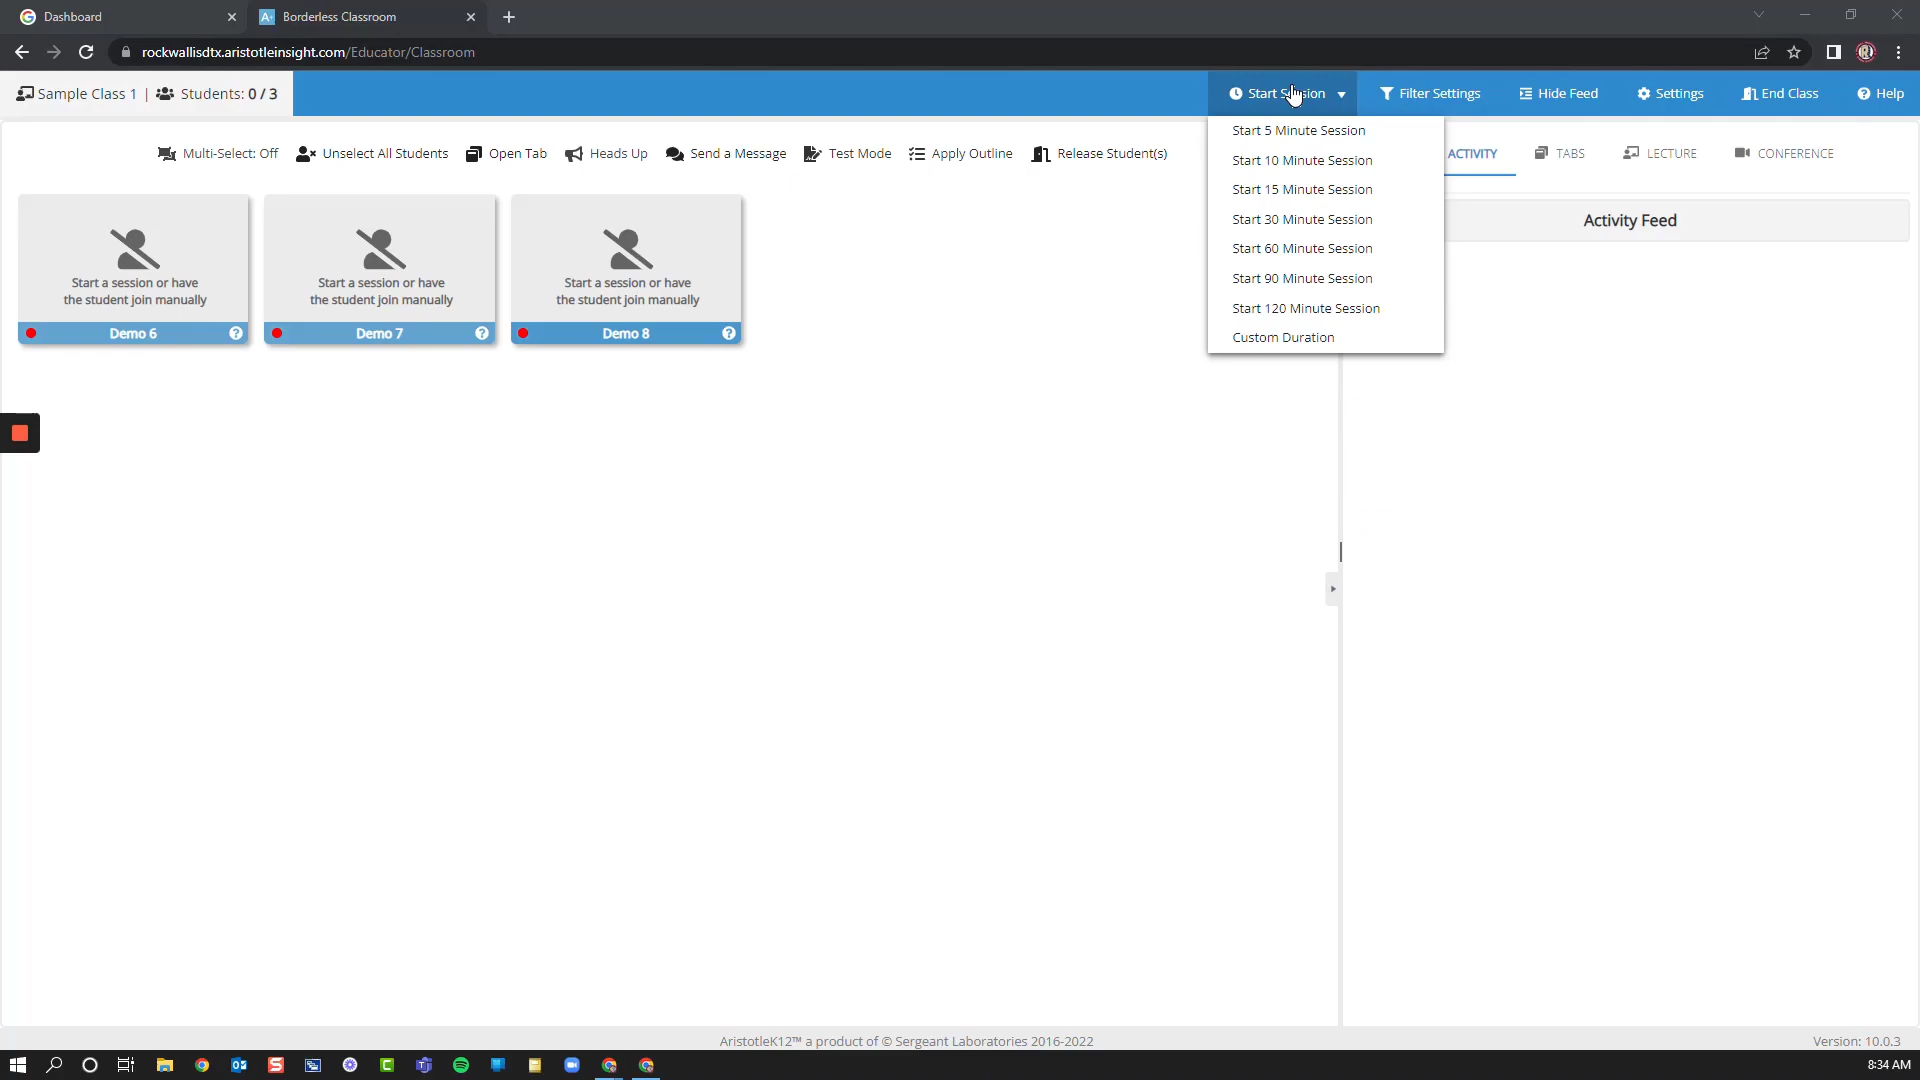 Dashboard
Borderless Classroom
rockwallisdtx.aristotleinsight.com/Educator/Classroom
Sample Class 1 | Students: 0 / 3
Filter Settings
Hide Feed
Settings
End Class
Help
Start 5 Minute Session
Start 10 Minute Session
Start 15 Minute Session
Start 30 Minute Session
Start 60 Minute Session
Start 90 Minute Session
Start 120 Minute Session
Custom Duration
Multi-Select: Off
Unselect All Students
Open Tab
Heads Up
Send a Message
Test Mode
Apply Outline
Release Student(s)
ACTIVITY
TABS
LECTURE
CONFERENCE
Activity Feed
Start a session or have
the student join manually
Demo 6
Start a session or have
the student join manually
Demo 7
Start a session or have
the student join manually
Demo 8
AristotleK12™ a product of © Sergeant Laboratories 2016-2022
Version: 10.0.3
8:34 AM